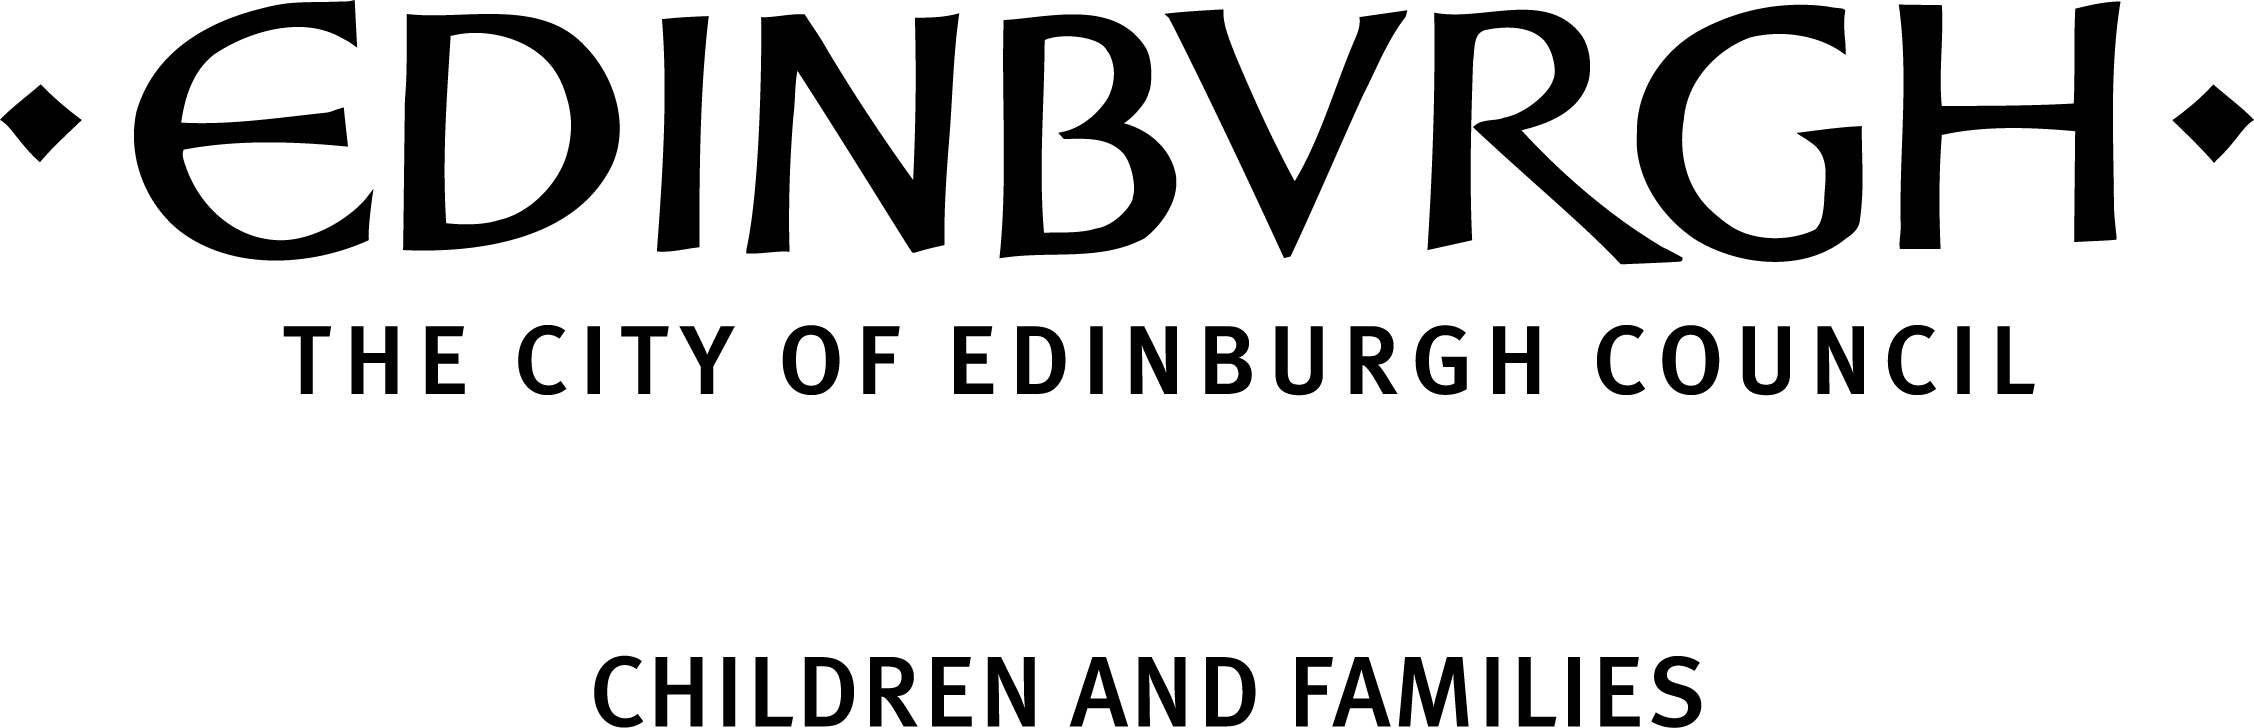 EDINBVRGH
THE CITY OF EDINBURGH COUNCIL
CHILDREN AND FAMILIES